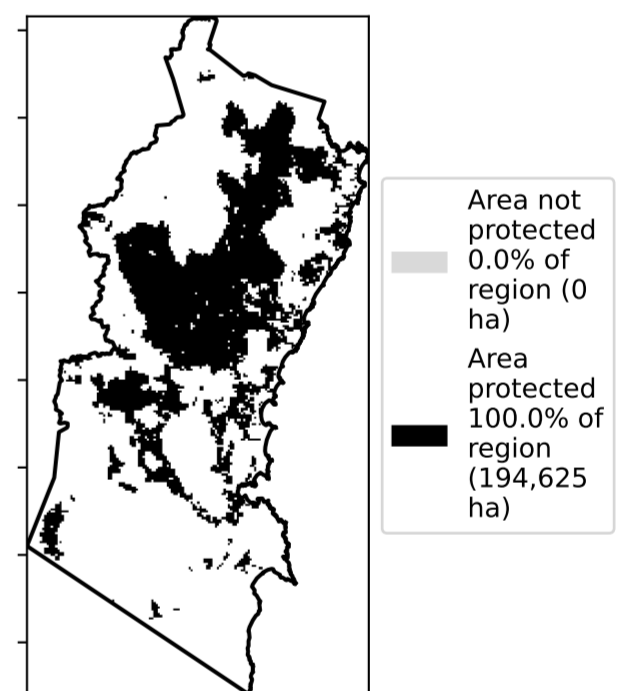 Area not
protected
0.0% of
region (0
ha)
Area
protected
100.0% of
region
(194,625
ha)